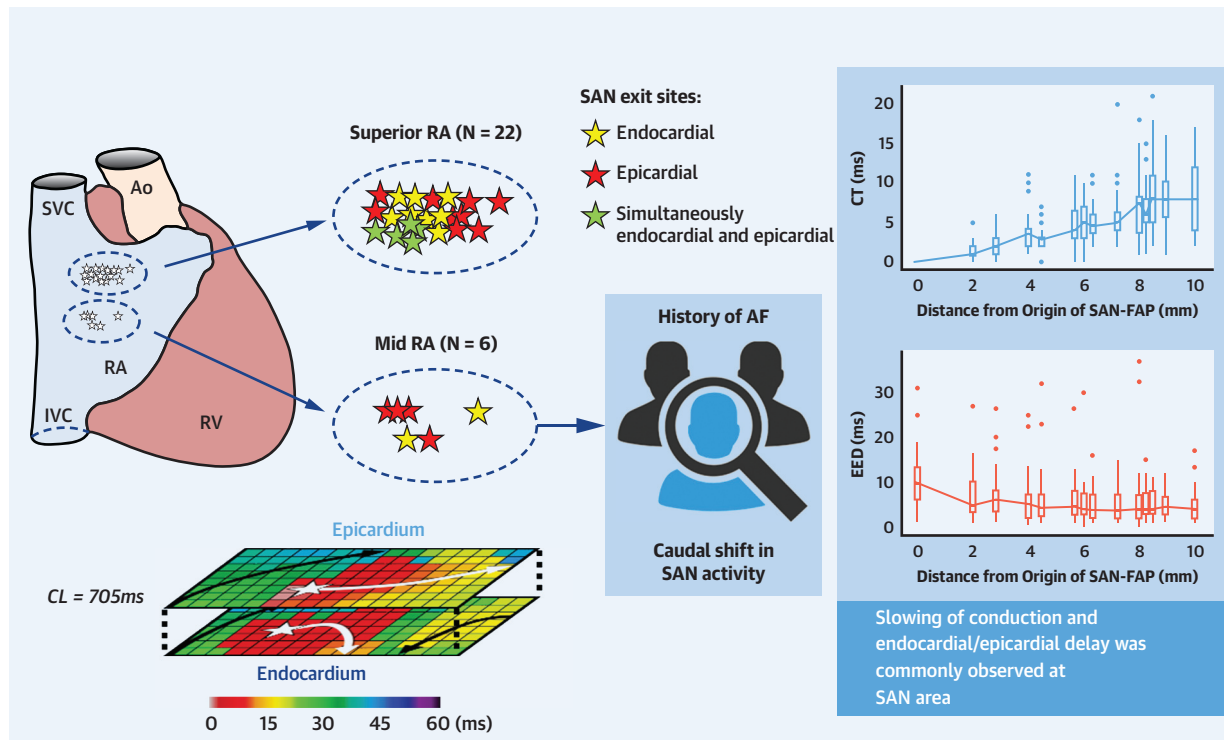 SAN exit sites:
Endocardial
Epicardial
Simultaneously
endocardial and epicardial
Superior RA (N = 22)
Mid RA (N = 6)
Ao
SVC
RA
IVC
RV
History of AF
Caudal shift in
SAN activity
Epicardium
CL = 705ms
Endocardium
0 15 30 45 60 (ms)
CT (ms)
20
15
10
5
0
0 2 4 6 8 10
Distance from Origin of SAN-FAP (mm)
EED (ms)
30
20
10
0
0 2 4 6 8 10
Distance from Origin of SAN-FAP (mm)
Slowing of conduction and
endocardial/epicardial delay was
commonly observed at
SAN area